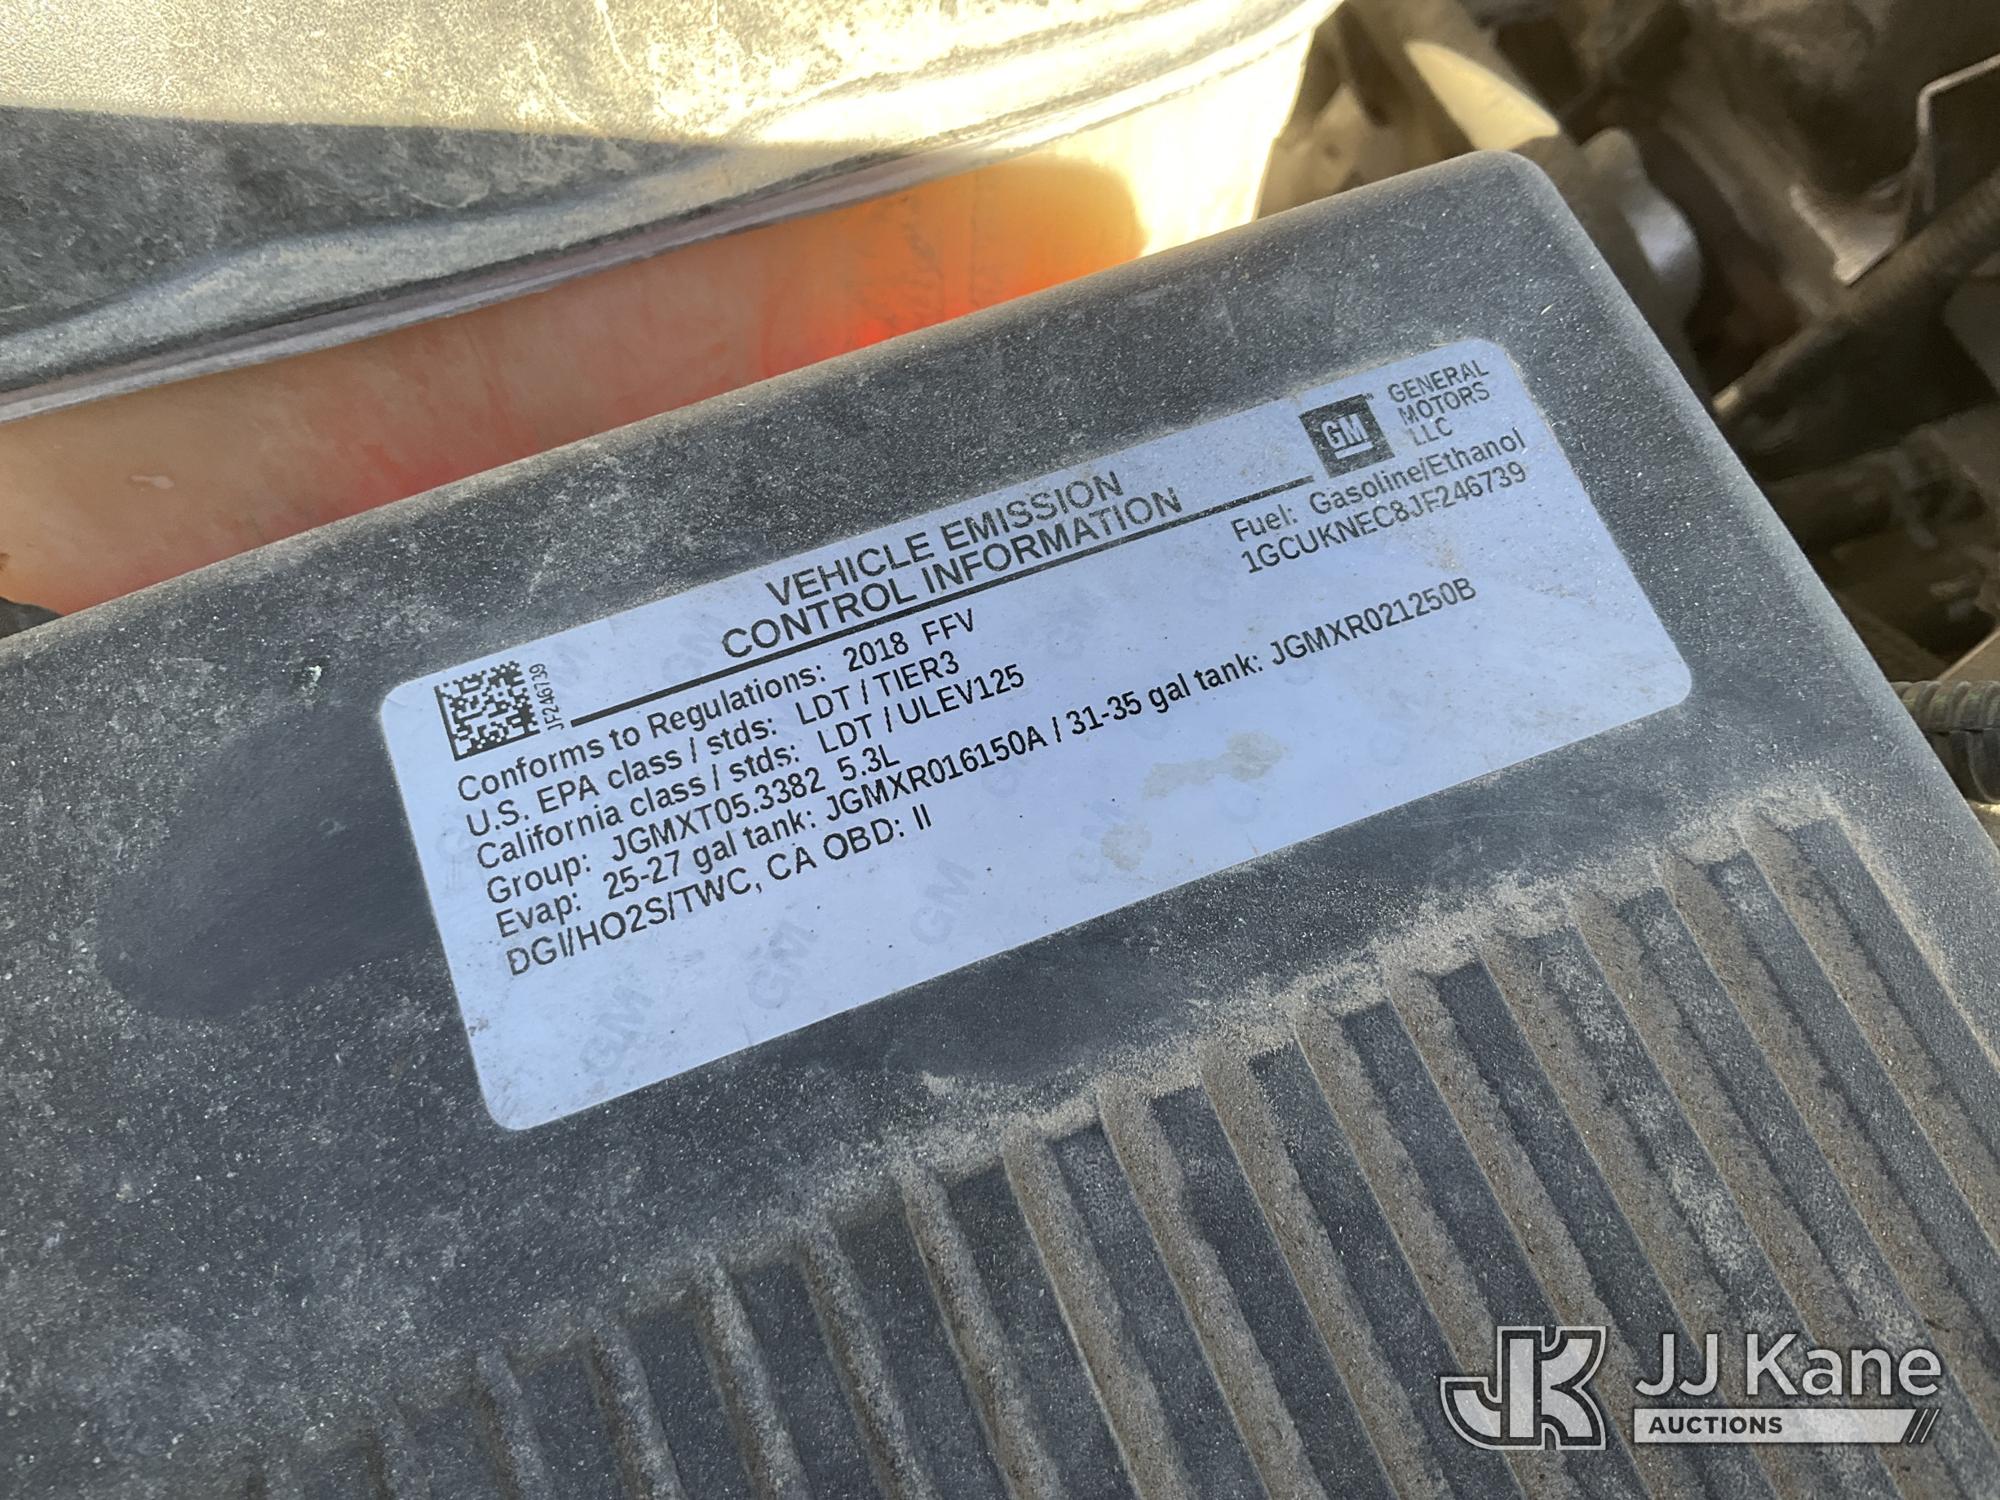 VEHICLE EMISSION
CONTROL INFORMATION
GM
GENERAL
MOTORS
LLC
JF246739
Conforms to Regulations: 2018 FFV
Fuel: Gasoline/Ethanol
U.S. EPA class / stds: LDT / TIER3
1GCUKNEC8JF246739
California class / stds: LDT / ULEV125
Group: JGMXT05.3382 5.3L
Evap: 25-27 gal tank: JGMXR016150A / 31-35 gal tank: JGMXR021250B
DGI/HO2S/TWC, CA OBD: II
JK
JJ Kane
AUCTIONS